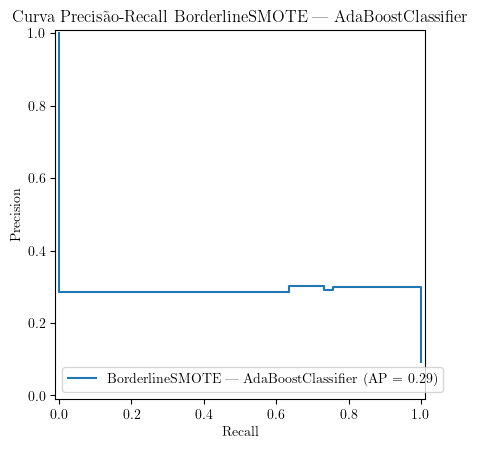 Curva Precisão-Recall BorderlineSMOTE — AdaBoostClassifier
1.0
0.8
0.6
0.4
0.2
0.0
Precision
BorderlineSMOTE — AdaBoostClassifier (AP = 0.29)
0.0 0.2 0.4 0.6 0.8 1.0
Recall